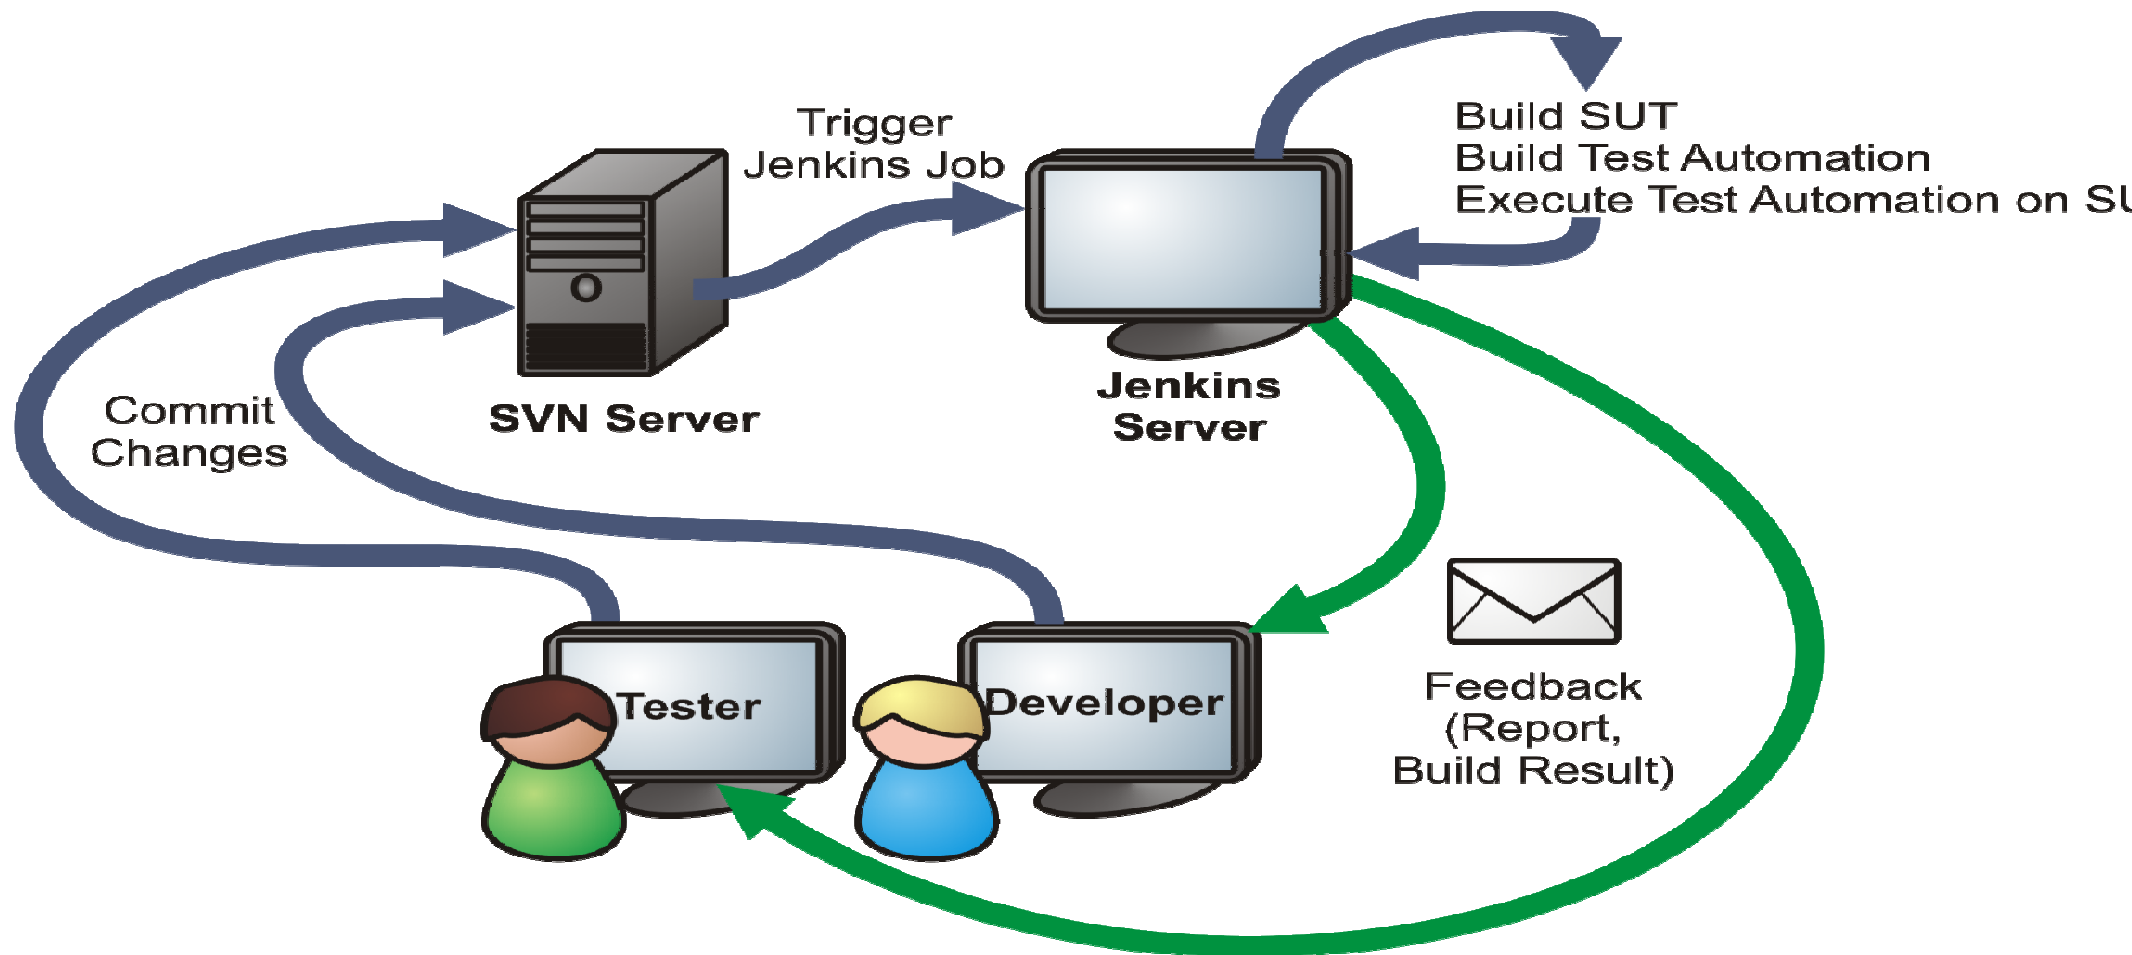 Trigger
Jenkins Job
Build SUT
Build Test Automation
Execute Test Automation on SU
Commit
Changes
SVN Server
Jenkins
Server
Tester
Developer
Feedback
(Report,
Build Result)